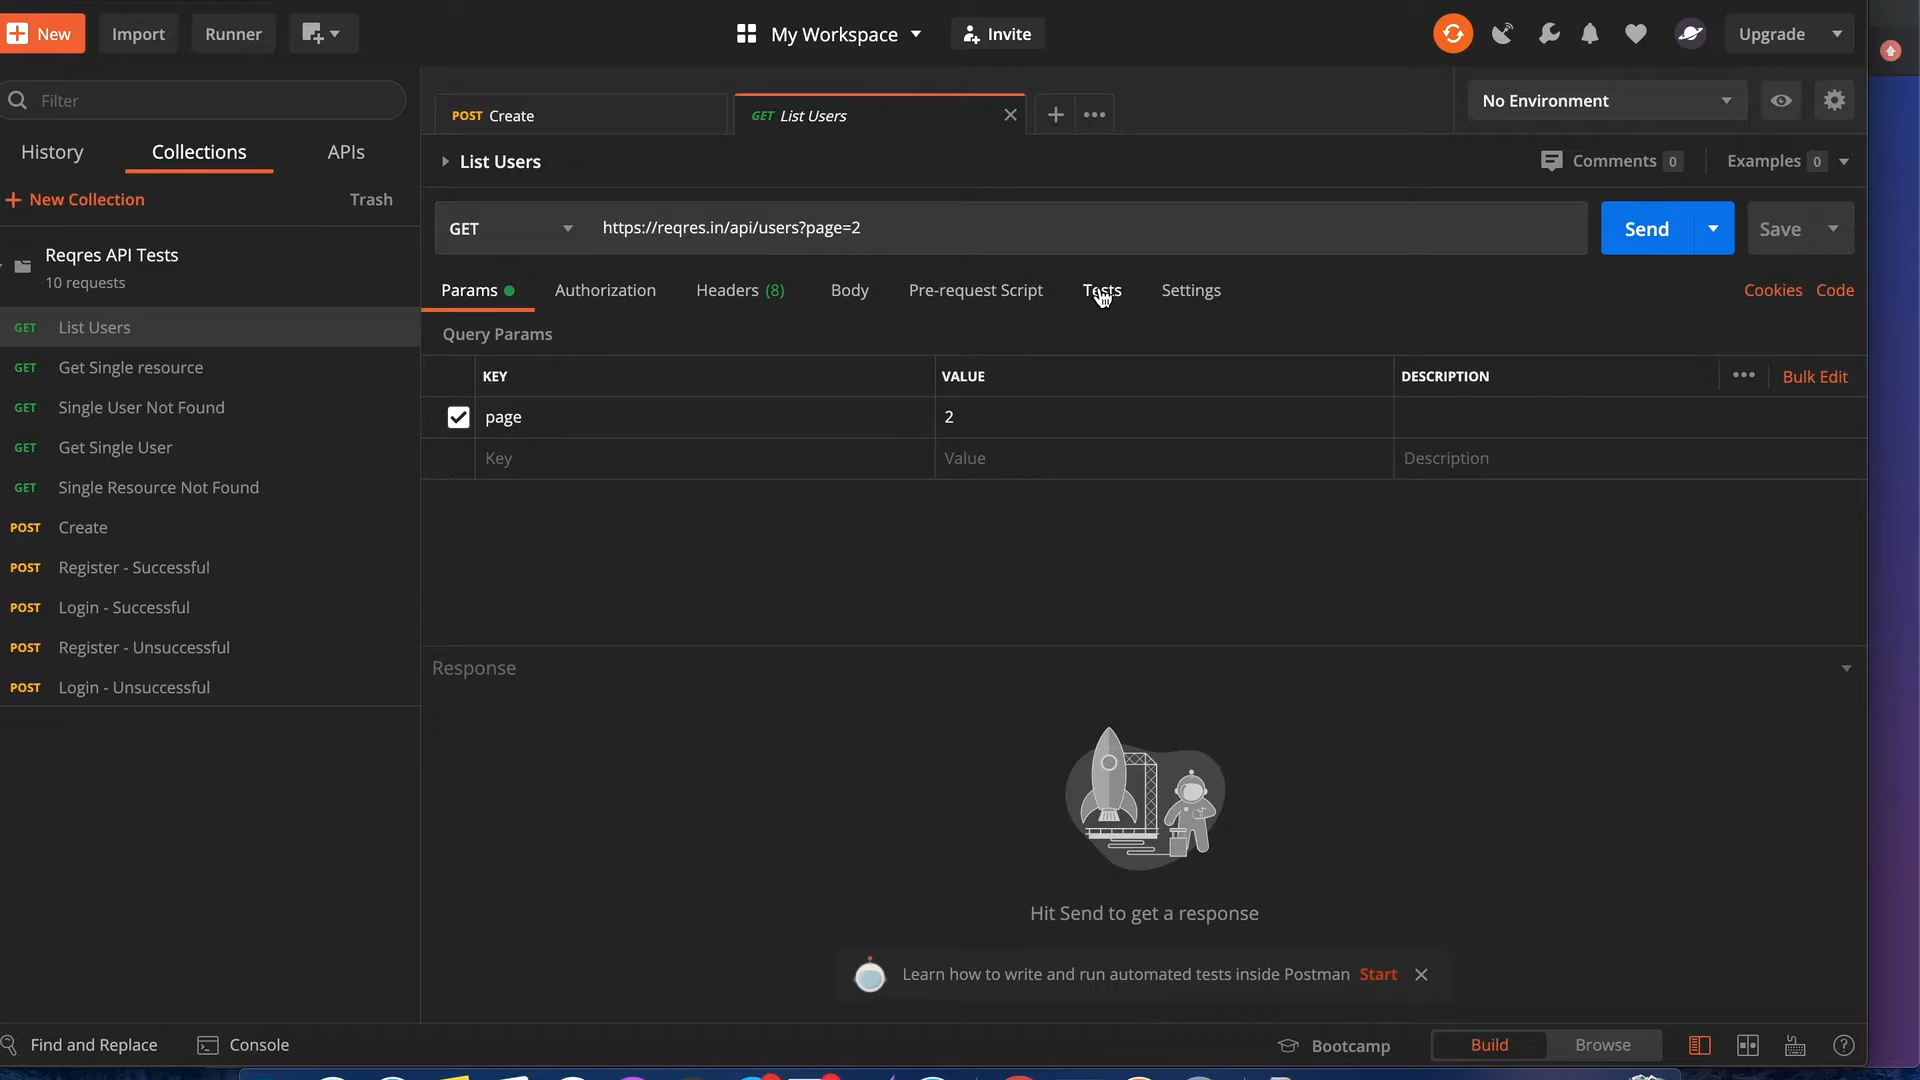 New
Import
Runner
My Workspace
Invite
Upgrade
Filter
POST Create
GET List Users
No Environment
History
Collections
APIs
List Users
Comments 0
Examples 0
+ New Collection
Trash
GET
https://reqres.in/api/users?page=2
Send
Save
Reqres API Tests
10 requests
Params
Authorization
Headers (8)
Body
Pre-request Script
Tests
Settings
Cookies
Code
Query Params
KEY
VALUE
DESCRIPTION
Bulk Edit
page
2
Key
Value
Description
GET List Users
GET Get Single resource
GET Single User Not Found
GET Get Single User
GET Single Resource Not Found
POST Create
POST Register - Successful
POST Login - Successful
POST Register - Unsuccessful
POST Login - Unsuccessful
Response
Hit Send to get a response
Learn how to write and run automated tests inside Postman Start
Find and Replace
Console
Bootcamp
Build
Browse